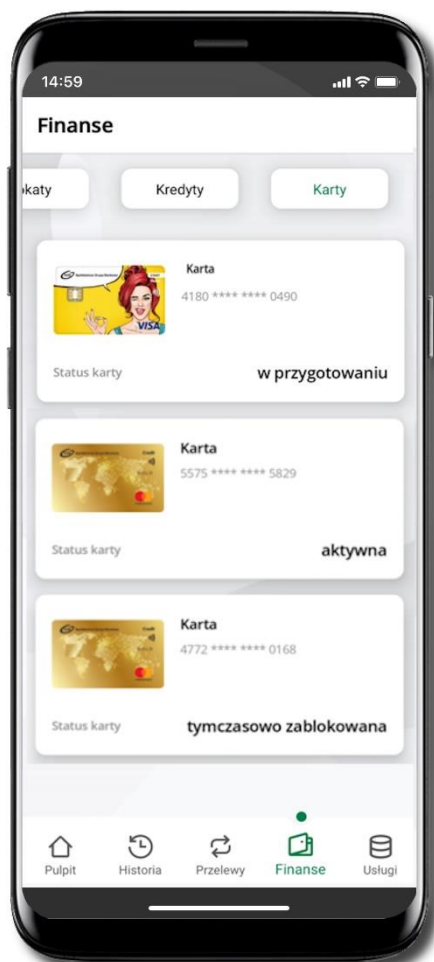 14:59
Finanse
katy
Kredyty
Karty
Karta
4180 **** **** 0490
VISA
Status karty
w przygotowaniu
Karta
5575 **** **** 5829
Status karty
aktywna
Karta
4772 **** **** 0168
Status karty
tymczasowo zablokowana
Pulpit
Historia
Przelewy
Finanse
Usługi